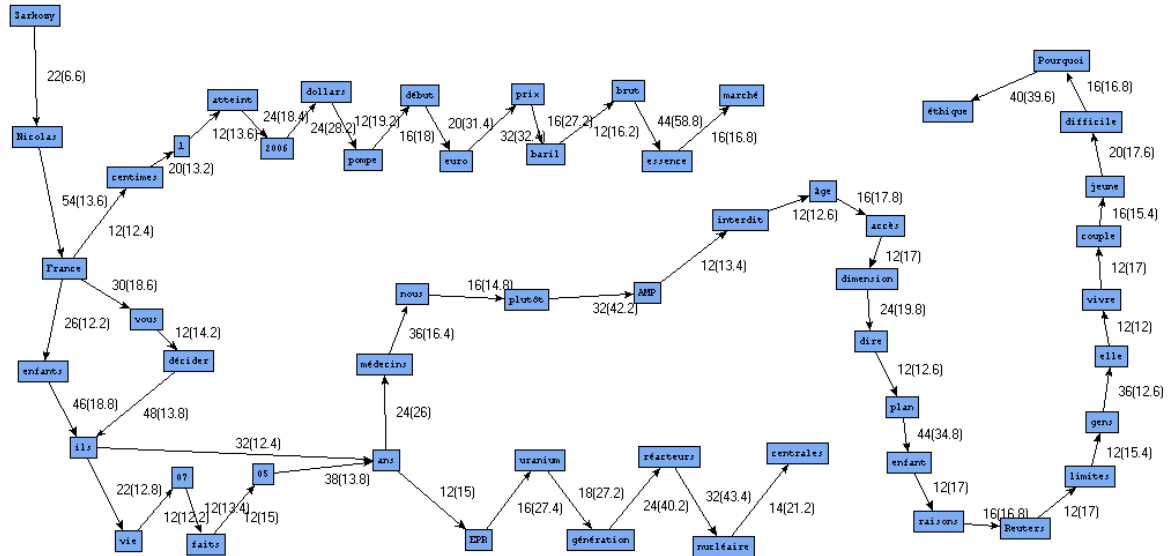 Sarkozy
22(6.6)
Nicolas
54(13.6)
France
12(12.4)
centimes
20(13.2)
1
atteint
12(13.6)
2006
24(18.4)
dollars
24(28.2)
pompe
12(19.2)
début
16(18)
euro
20(31.4)
prix
32(32.4)
baril
16(27.2)
brut
12(16.2)
essence
44(58.8)
marché
16(16.8)
30(18.6)
vous
12(14.2)
décider
26(12.2)
enfants
46(18.8)
48(13.8)
ils
32(12.4)
22(12.8)
vie
07
12(12.2)
faits
12(13.4)
12(15)
05
38(13.8)
ans
24(26)
médecins
36(16.4)
nous
16(14.8)
plutôt
32(42.2)
AMP
12(13.4)
interdit
12(12.6)
âge
16(17.8)
accès
12(17)
dimension
24(19.8)
dire
12(12.6)
plan
44(34.8)
enfant
12(17)
raisons
16(16.8)
Reuters
12(17)
limites
12(15.4)
gens
36(12.6)
elle
12(12)
vivre
12(17)
couple
16(15.4)
jeune
20(17.6)
difficile
16(16.8)
Pourquoi
40(39.6)
éthique
12(15)
EPR
16(27.4)
uranium
18(27.2)
génération
24(40.2)
réacteurs
32(43.4)
nucléaire
14(21.2)
centrales